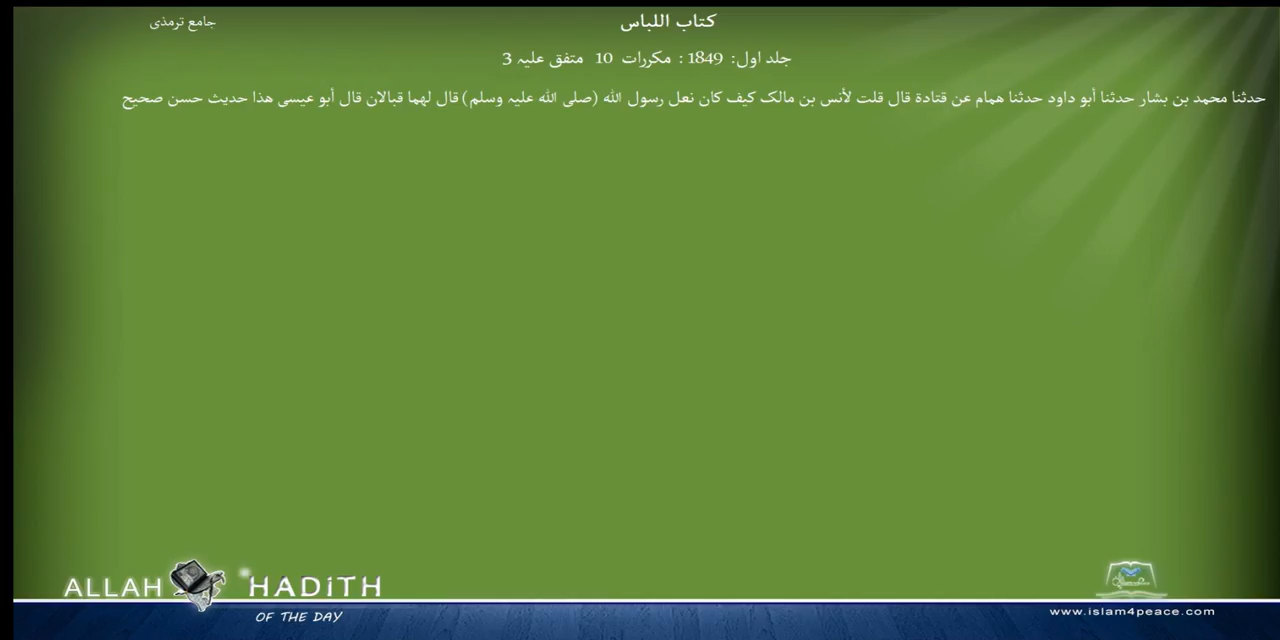 جامع ترمذی
کتاب اللباس
جلد اول: 1849 : مکررات 10 متفق علیہ 3
حدثنا محمد بن بشار حدثنا أبو داود حدثنا همام عن قتادة قال قلت لأنس بن مالک کیف کان نعل رسول الله (صلی الله علیہ وسلم) قال لهما قبالان قال أبو عیسی هذا حدیث حسن صحیح
ALLAH HADITH
OF THE DAY
www.islam4peace.com